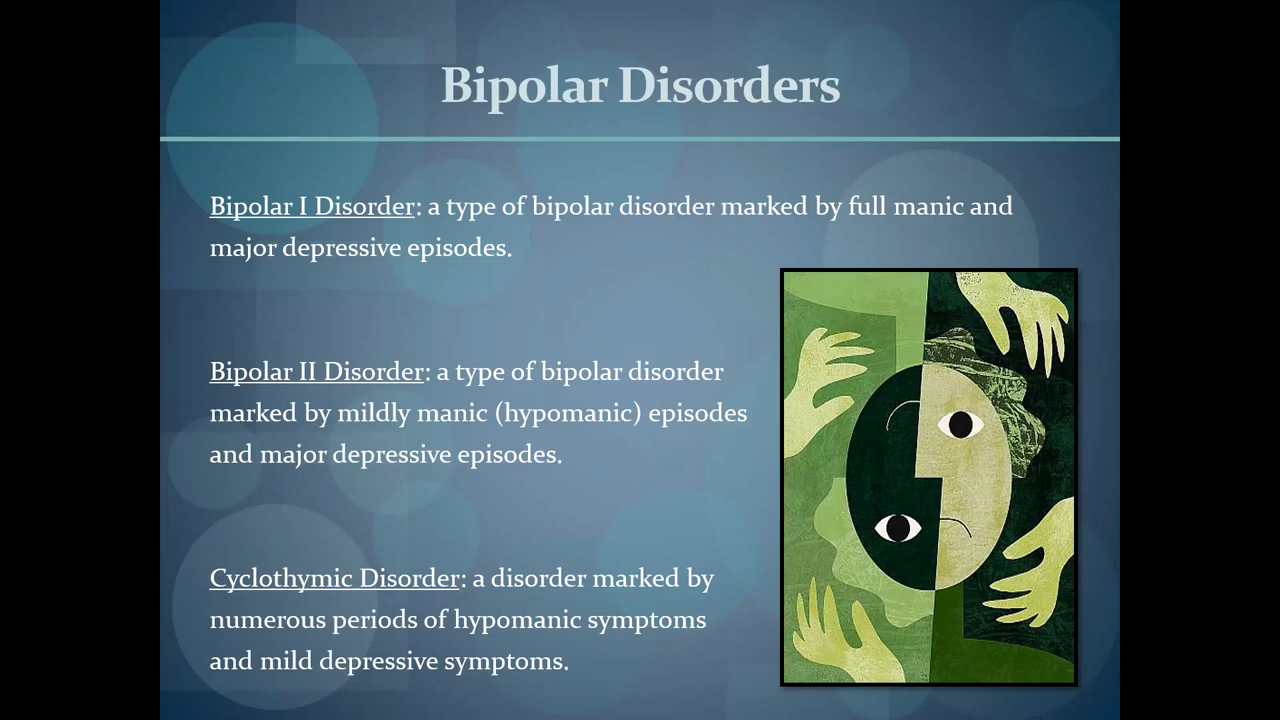 Bipolar Disorders
Bipolar I Disorder: a type of bipolar disorder marked by full manic and
major depressive episodes.
Bipolar II Disorder: a type of bipolar disorder
marked by mildly manic (hypomanic) episodes
and major depressive episodes.
Cyclothymic Disorder: a disorder marked by
numerous periods of hypomanic symptoms
and mild depressive symptoms.